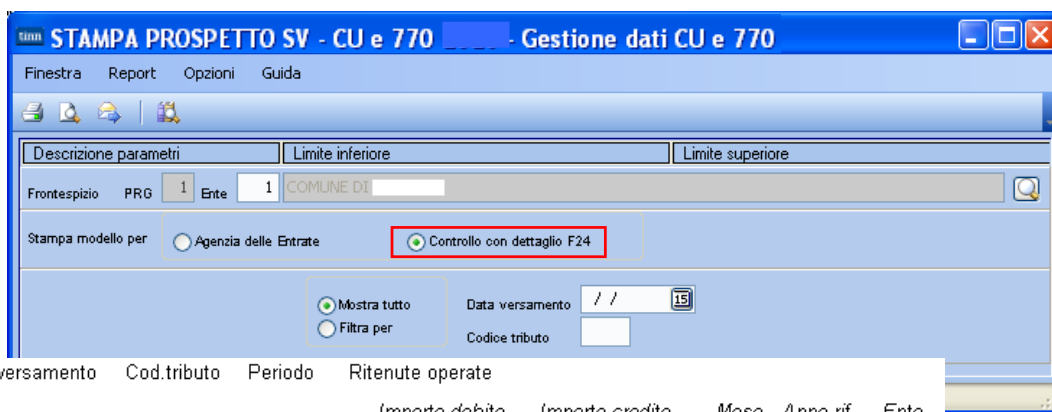 tinn STAMPA PROSPETTO SV - CU e 770 - Gestione dati CU e 770
Finestra Report Opzioni Guida
Descrizione parametri Limite inferiore Limite superiore
Frontespizio PRG 1 Ente 1 COMUNE DI
Stampa modello per Agenzia delle Entrate Controllo con dettaglio F24
Mostra tutto Data versamento / / 15
Filtra per Codice tributo
versamento Cod.tributo Periodo Ritenute operate
Importo debito Importo credito Mese Anno rif. Ente